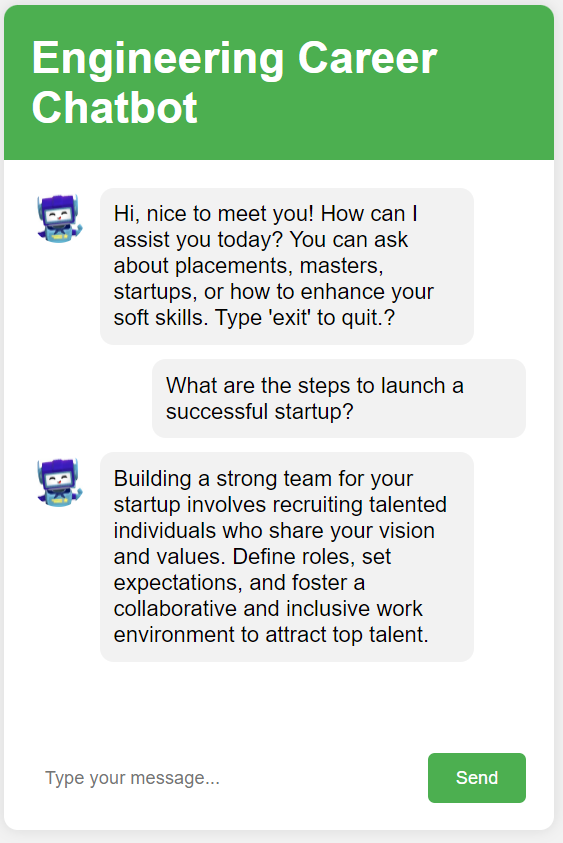 Engineering Career
Chatbot
Hi, nice to meet you! How can I
assist you today? You can ask
about placements, masters,
startups, or how to enhance your
soft skills. Type 'exit' to quit.?
What are the steps to launch a
successful startup?
Building a strong team for your
startup involves recruiting talented
individuals who share your vision
and values. Define roles, set
expectations, and foster a
collaborative and inclusive work
environment to attract top talent.
Type your message...
Send